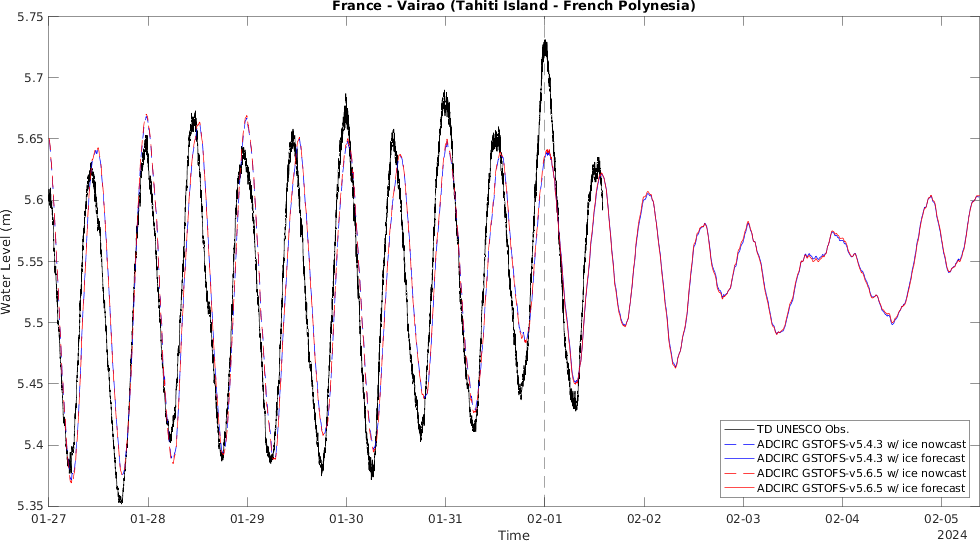 France - Vairao (Tahiti Island - French Polynesia)
5.75
5.7
5.65
5.6
5.55
5.5
5.45
5.4
5.35
Water Level (m)
TD UNESCO Obs.
ADCIRC GSTOFS-v5.4.3 w/ ice nowcast
ADCIRC GSTOFS-v5.4.3 w/ ice forecast
ADCIRC GSTOFS-v5.6.5 w/ ice nowcast
ADCIRC GSTOFS-v5.6.5 w/ ice forecast
01-27 01-28 01-29 01-30 01-31 02-01 02-02 02-03 02-04 02-05
Time
2024